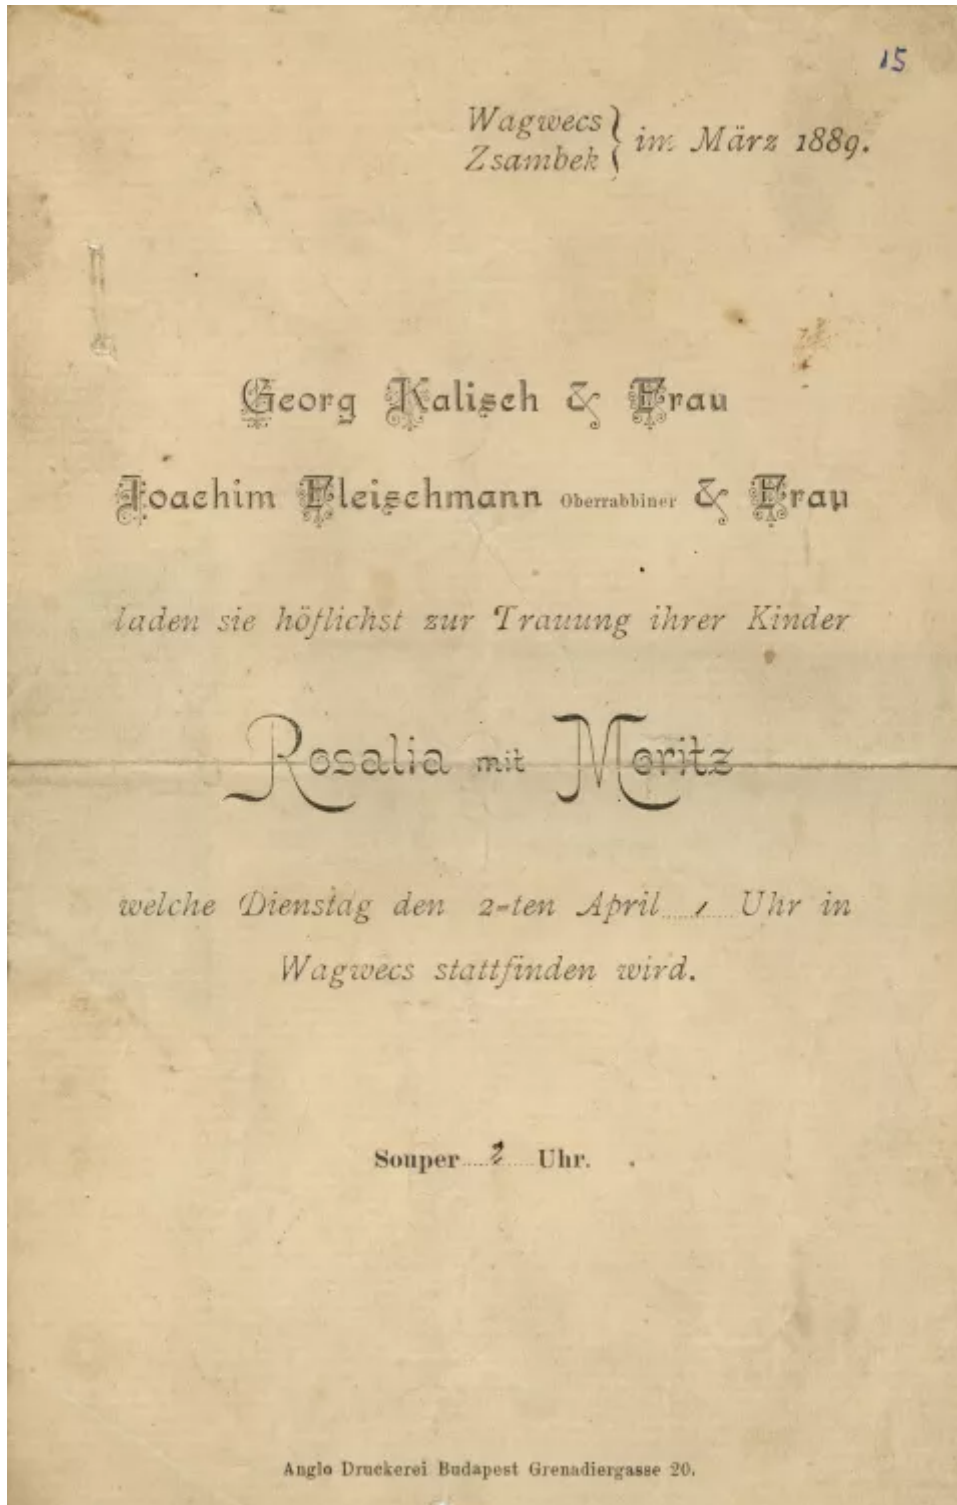 15
Wagwecs
Zsambek } im März 1889.
Georg Kalisch & Frau
Joachim Fleischmann Oberrabbiner & Frau
laden sie höflichst zur Trauung ihrer Kinder
Rosalia mit Moritz
welche Dienstag den 2-ten April 1 Uhr in
Wagwecs stattfinden wird.
Souper 2 Uhr.
Anglo Druckerei Budapest Grenadiergasse 20.